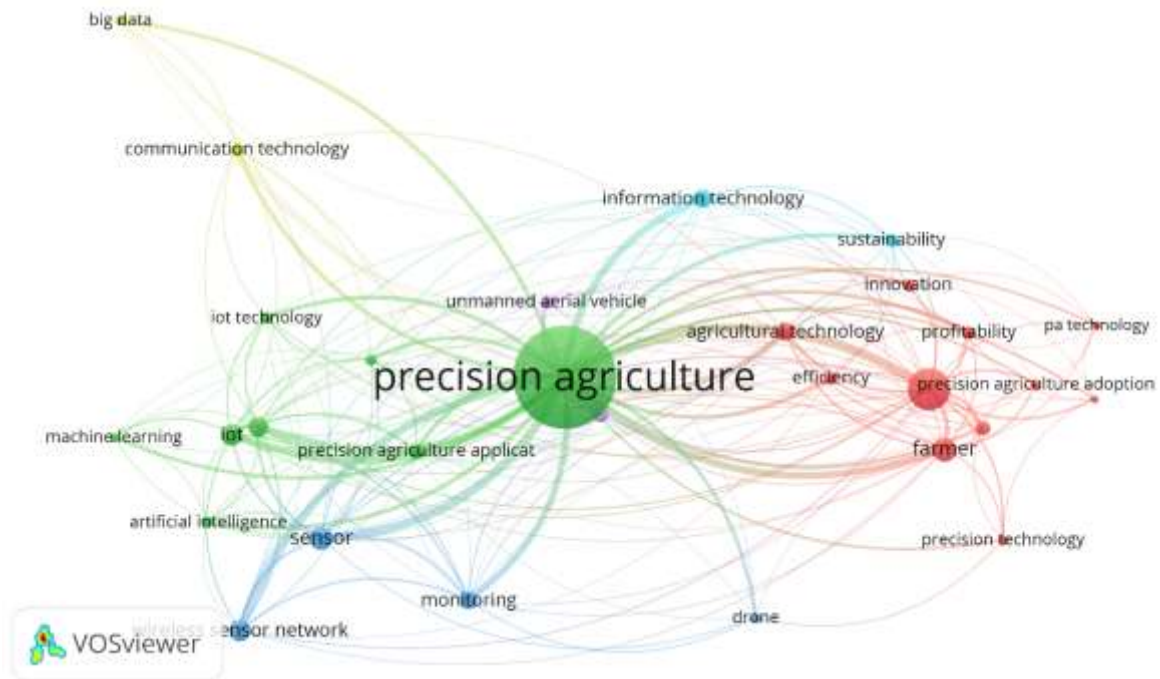 big data
communication technology
information technology
sustainability
innovation
unmanned aerial vehicle
iot technology
agricultural technology
profitability
pa technology
precision agriculture
efficiency
precision agriculture adoption
machine learning
iot
precision agriculture applicat
farmer
artificial intelligence
sensor
precision technology
monitoring
drone
wireless sensor network
VOSviewer